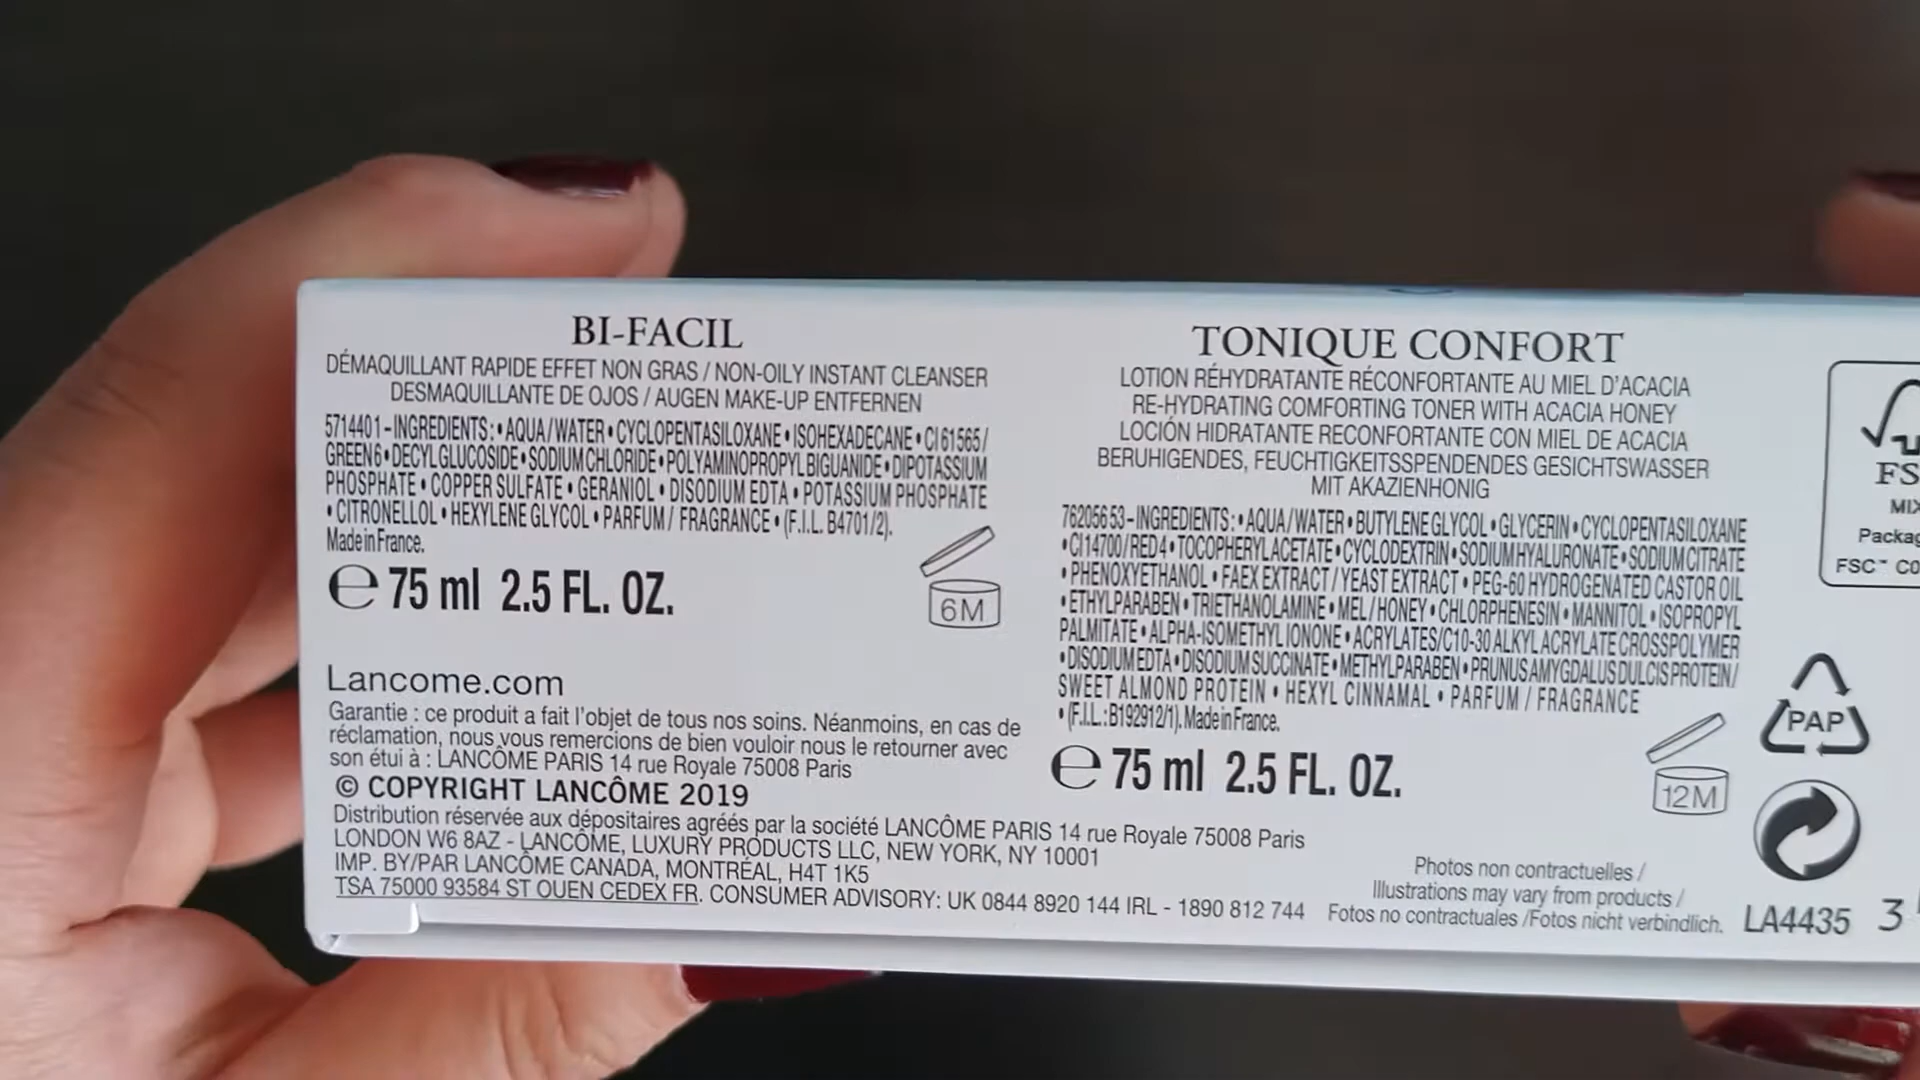 BI-FACIL
DÉMAQUILLANT RAPIDE EFFET NON GRAS / NON-OILY INSTANT CLEANSER
DESMAQUILLANTE DE OJOS / AUGEN MAKE-UP ENTFERNEN
5714401 - INGREDIENTS: • AQUA / WATER • CYCLOPENTASILOXANE • ISOHEXADECANE • CI 61565 /
GREEN 6 • DECYL GLUCOSIDE • SODIUM CHLORIDE • POLYAMINOPROPYL BIGUANIDE • DIPOTASSIUM
PHOSPHATE • COPPER SULFATE • GERANIOL • DISODIUM EDTA • POTASSIUM PHOSPHATE
• CITRONELLOL • HEXYLENE GLYCOL • PARFUM / FRAGRANCE • (F.I.L. B4701/2).
Made in France.
℮ 75 ml 2.5 FL. OZ.
6M
Lancome.com
Garantie : ce produit a fait l'objet de tous nos soins. Néanmoins, en cas de
réclamation, nous vous remercions de bien vouloir nous le retourner avec
son étui à : LANCÔME PARIS 14 rue Royale 75008 Paris
© COPYRIGHT LANCÔME 2019
Distribution réservée aux dépositaires agréés par la société LANCÔME PARIS 14 rue Royale 75008 Paris
LONDON W6 8AZ - LANCÔME, LUXURY PRODUCTS LLC, NEW YORK, NY 10001
IMP. BY/PAR LANCÔME CANADA, MONTRÉAL, H4T 1K5
TSA 75000 93584 ST OUEN CEDEX FR. CONSUMER ADVISORY: UK 0844 8920 144 IRL - 1890 812 744
TONIQUE CONFORT
LOTION RÉHYDRATANTE RÉCONFORTANTE AU MIEL D'ACACIA
RE-HYDRATING COMFORTING TONER WITH ACACIA HONEY
LOCIÓN HIDRATANTE RECONFORTANTE CON MIEL DE ACACIA
BERUHIGENDES, FEUCHTIGKEITSSPENDENDES GESICHTSWASSER
MIT AKAZIENHONIG
762056 53 - INGREDIENTS: • AQUA / WATER • BUTYLENE GLYCOL • GLYCERIN • CYCLOPENTASILOXANE
• CI 14700 / RED 4 • TOCOPHERYL ACETATE • CYCLODEXTRIN • SODIUM HYALURONATE • SODIUM CITRATE
• PHENOXYETHANOL • FAEX EXTRACT / YEAST EXTRACT • PEG-60 HYDROGENATED CASTOR OIL
• ETHYLPARABEN • TRIETHANOLAMINE • MEL / HONEY • CHLORPHENESIN • MANNITOL • ISOPROPYL
PALMITATE • ALPHA-ISOMETHYL IONONE • ACRYLATES/C10-30 ALKYL ACRYLATE CROSSPOLYMER
• DISODIUM EDTA • DISODIUM SUCCINATE • METHYLPARABEN • PRUNUS AMYGDALUS DULCIS PROTEIN /
SWEET ALMOND PROTEIN • HEXYL CINNAMAL • PARFUM / FRAGRANCE
• (F.I.L. : B192912/1). Made in France.
℮ 75 ml 2.5 FL. OZ.
12M
Photos non contractuelles /
Illustrations may vary from products /
Fotos no contractuales / Fotos nicht verbindlich.
LA4435 3
PAP
FS
MIX
Packag
FSC™ C0